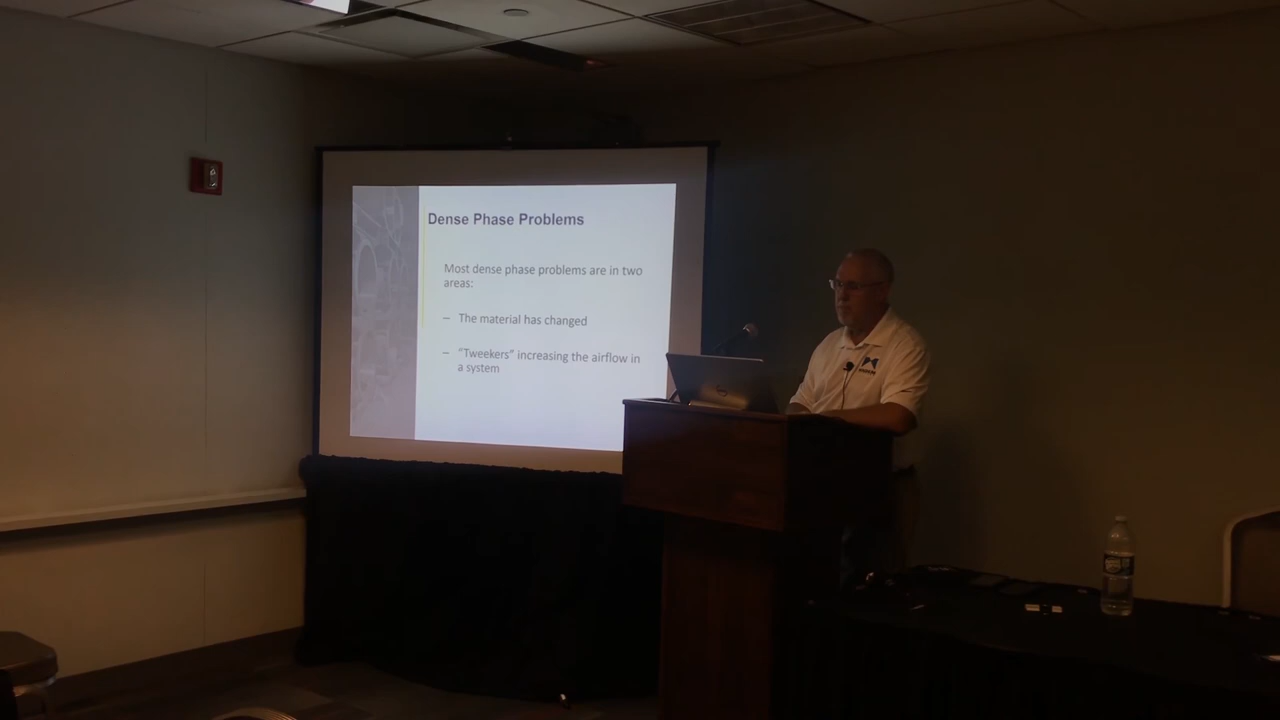 Dense Phase Problems
Most dense phase problems are in two
areas:
– The material has changed
– "Tweekers" increasing the airflow in
a system